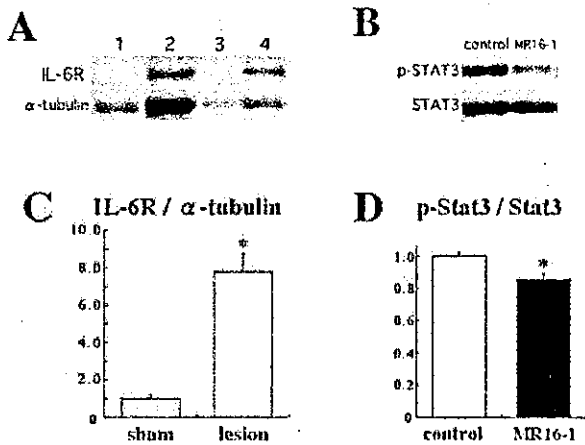 A
1 2 3 4
IL-6R
α-tubulin
B
control MR16-1
p-STAT3
STAT3
C IL-6R / α-tubulin
10.0
8.0
6.0
4.0
2.0
0
*
sham lesion
D p-Stat3 / Stat3
1.0
0.8
0.6
0.4
0.2
0
*
control MR16-1